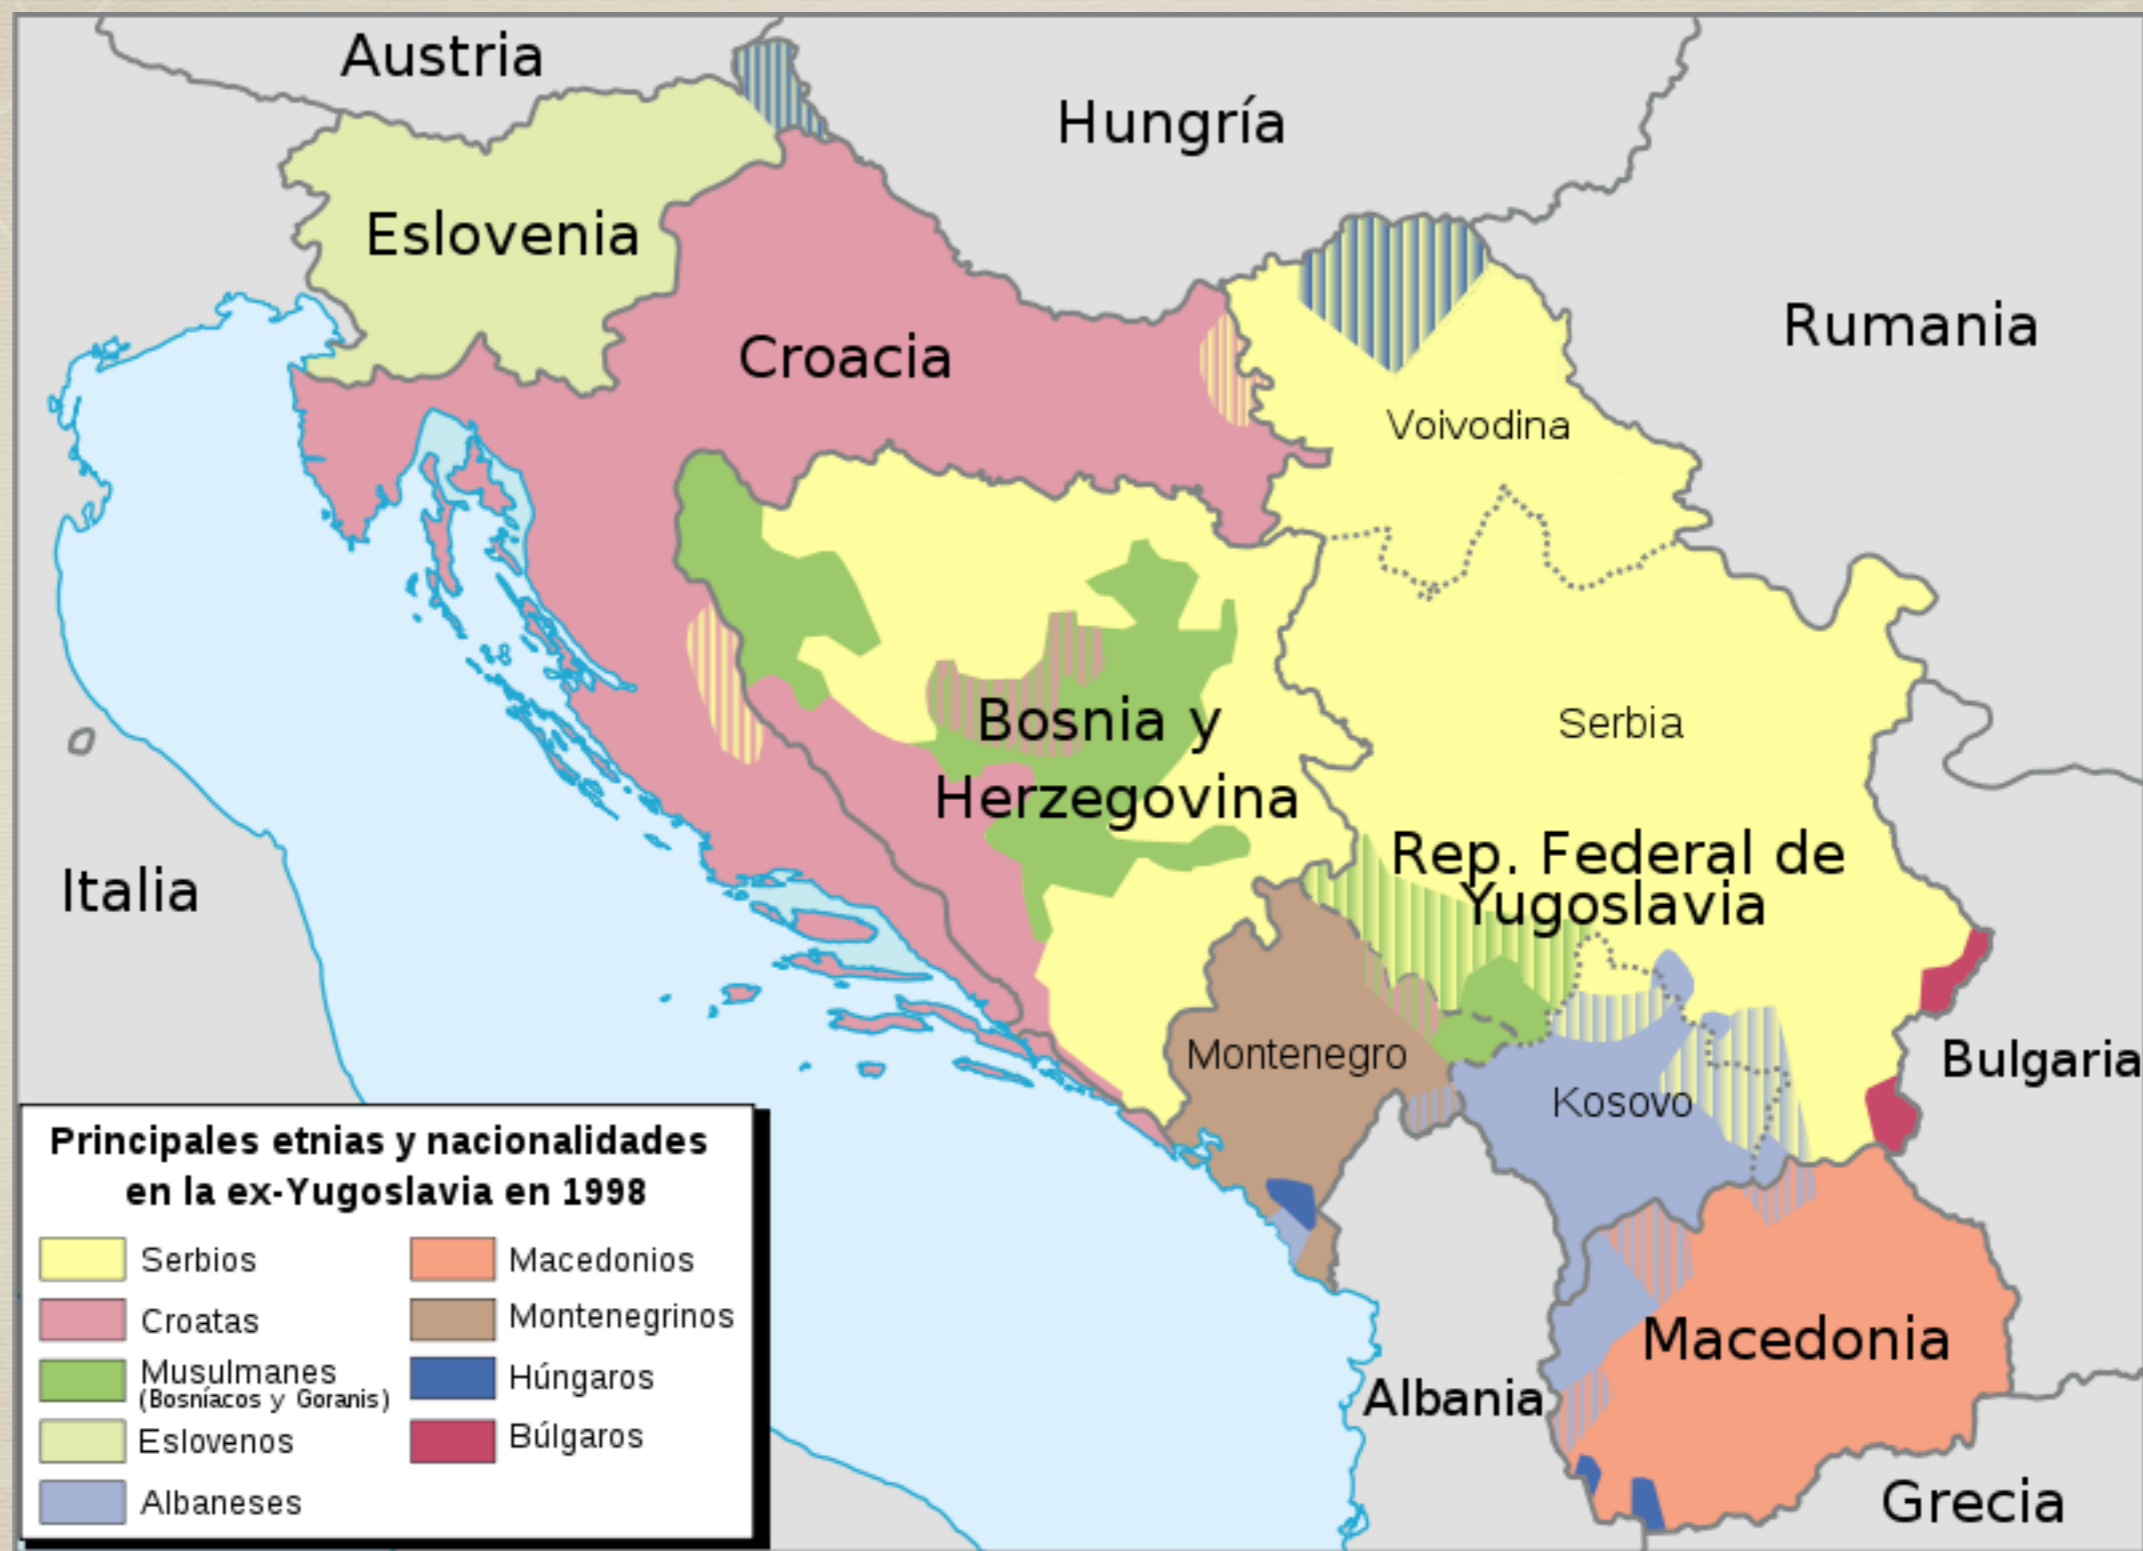 Austria
Hungría
Eslovenia
Rumania
Croacia
Voivodina
Serbia
Bosnia y
Herzegovina
Rep. Federal de
Yugoslavia
Italia
Montenegro
Kosovo
Bulgaria
Macedonia
Albania
Grecia
Principales etnias y nacionalidades
en la ex-Yugoslavia en 1998
Serbios
Croatas
Musulmanes
(Bosníacos y Goranis)
Eslovenos
Albaneses
Macedonios
Montenegrinos
Húngaros
Búlgaros